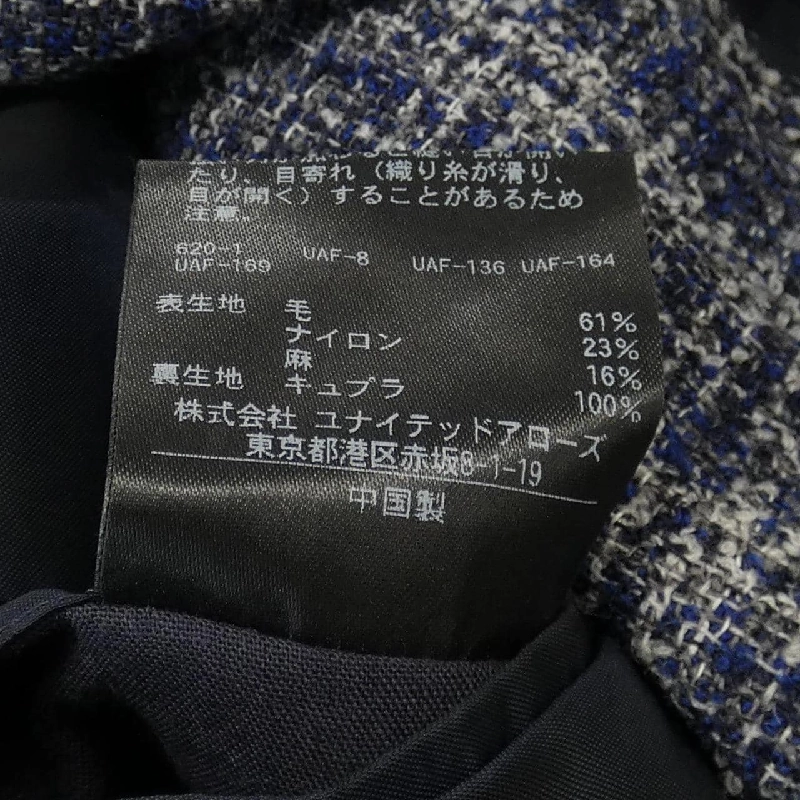 たり、目寄れ（織り糸が滑り、
目が開く）することがあるため
注意。
620-1 UAF-8 UAF-136 UAF-164
UAF-169
表生地 毛 61%
ナイロン 23%
麻 16%
裏生地 キュプラ 100%
株式会社 ユナイテッドアローズ
東京都港区赤坂8-1-19
中国製